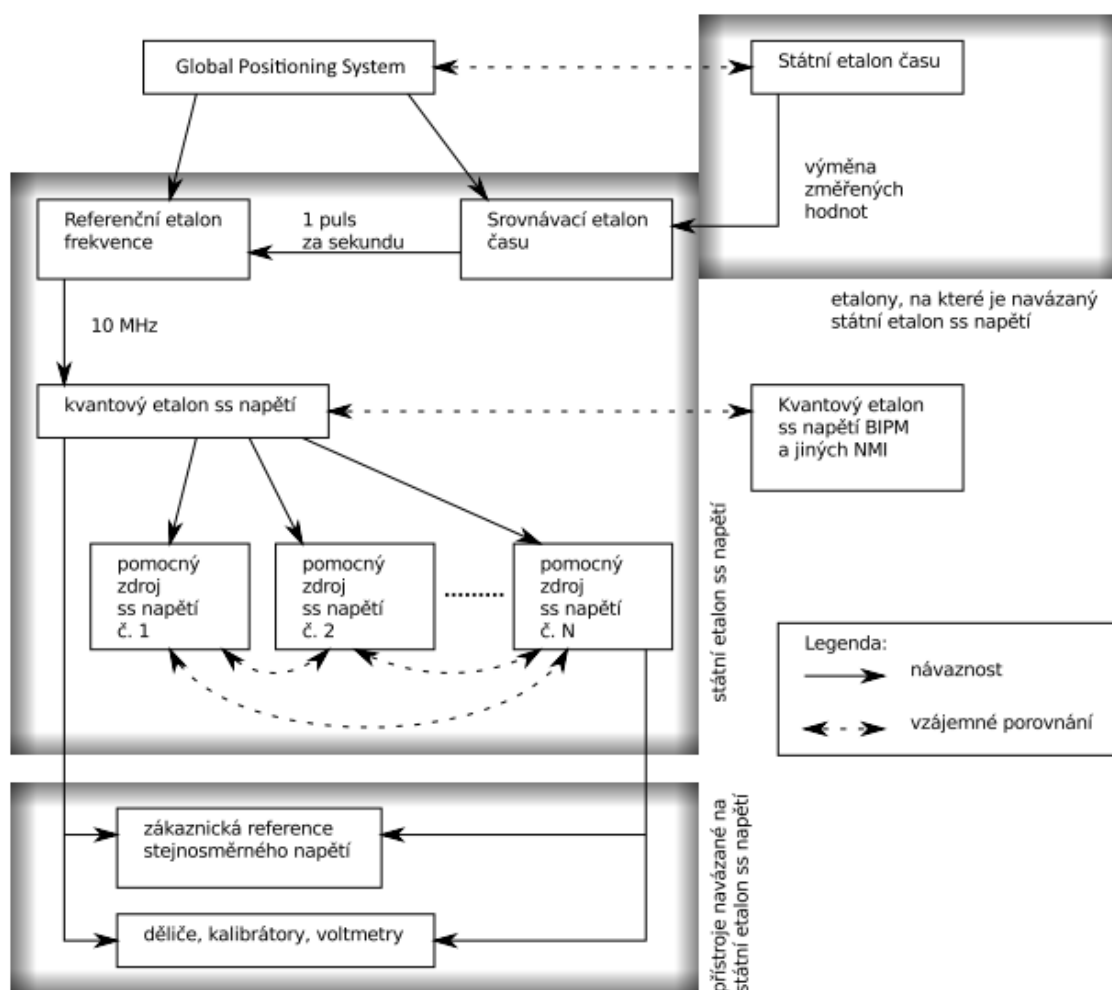 Global Positioning System
Státní etalon času
výměna
změřených
hodnot
Referenční etalon
frekvence
1 puls
za sekundu
Srovnávací etalon
času
etalony, na které je navázaný
státní etalon ss napětí
10 MHz
kvantový etalon ss napětí
Kvantový etalon
ss napětí BIPM
a jiných NMI
pomocný
zdroj
ss napětí
č. 1
pomocný
zdroj
ss napětí
č. 2
pomocný
zdroj
ss napětí
č. N
státní etalon ss napětí
Legenda:
návaznost
vzájemné porovnání
zákaznická reference
stejnosměrného napětí
děliče, kalibrátory, voltmetry
přístroje navázané na
státní etalon ss napětí